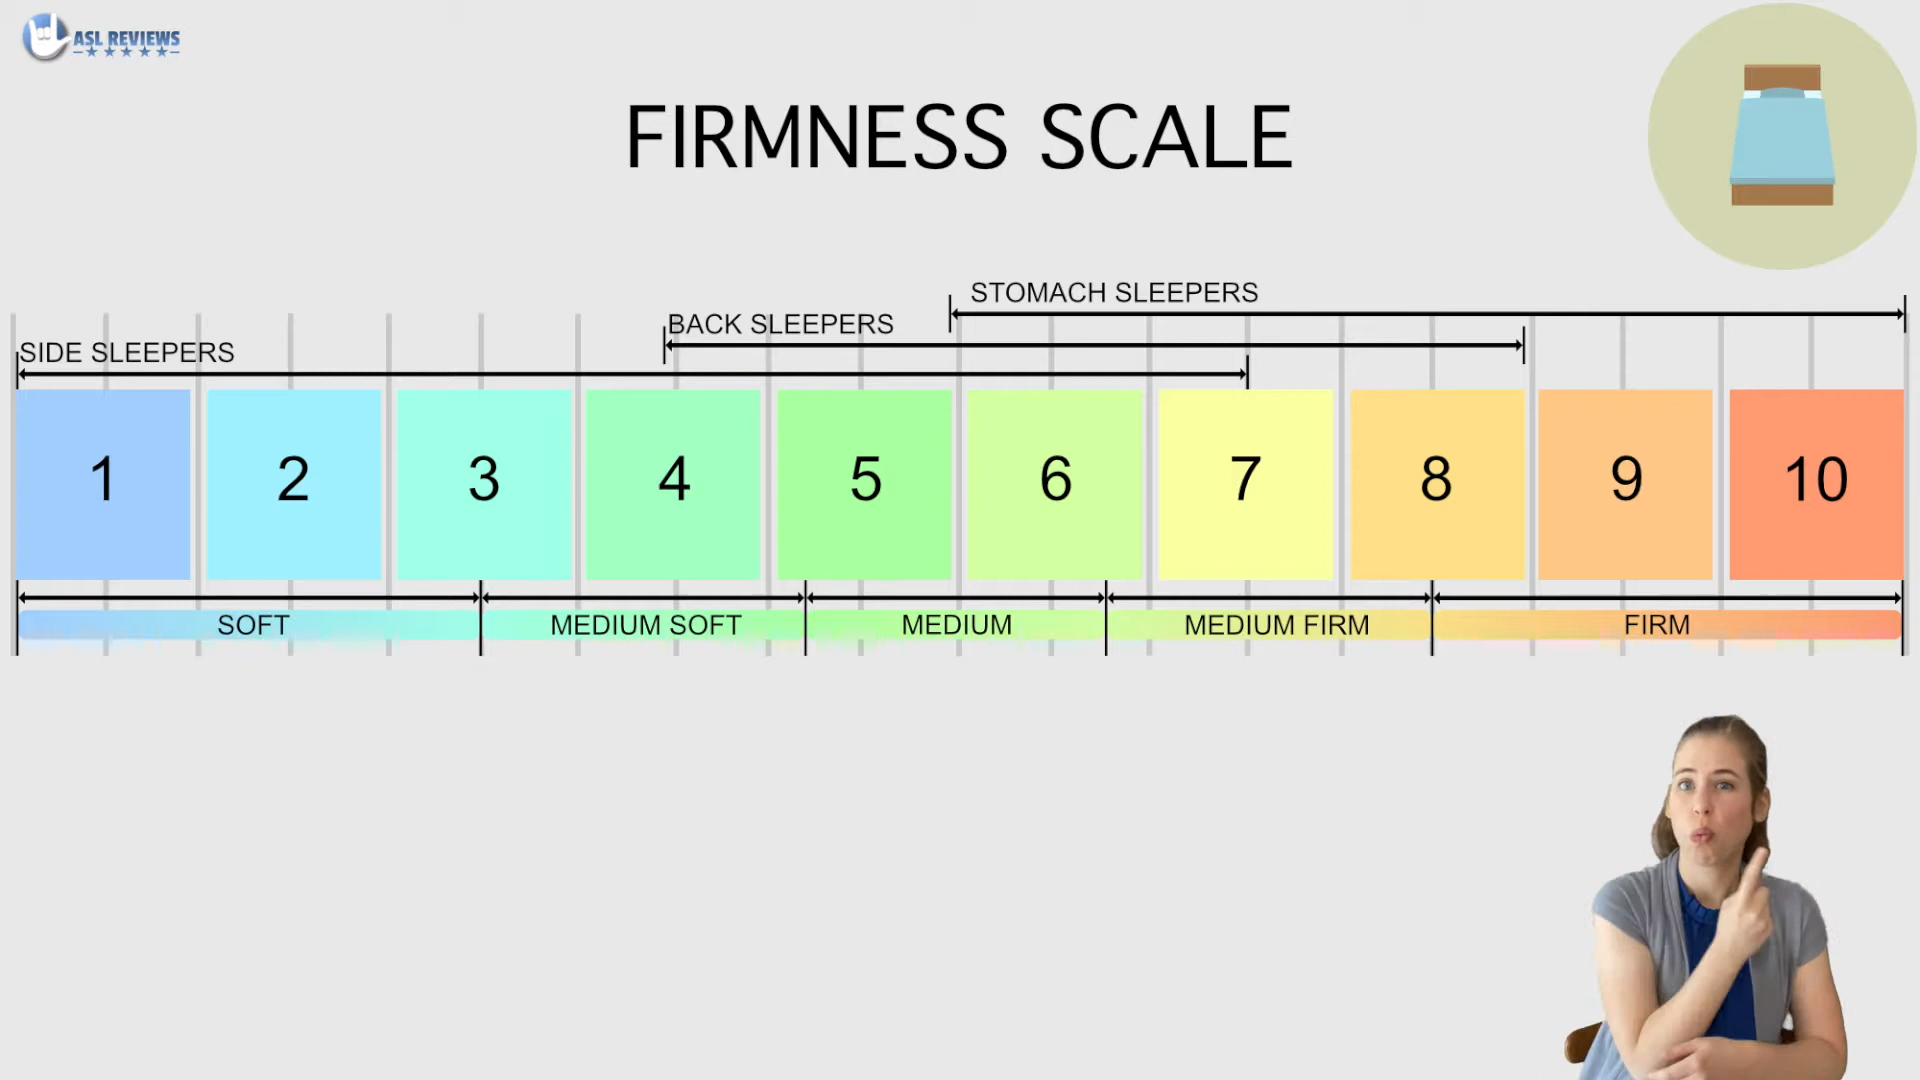 ASL REVIEWS
FIRMNESS SCALE
STOMACH SLEEPERS
BACK SLEEPERS
SIDE SLEEPERS
1 2 3 4 5 6 7 8 9 10
SOFT MEDIUM SOFT MEDIUM MEDIUM FIRM FIRM